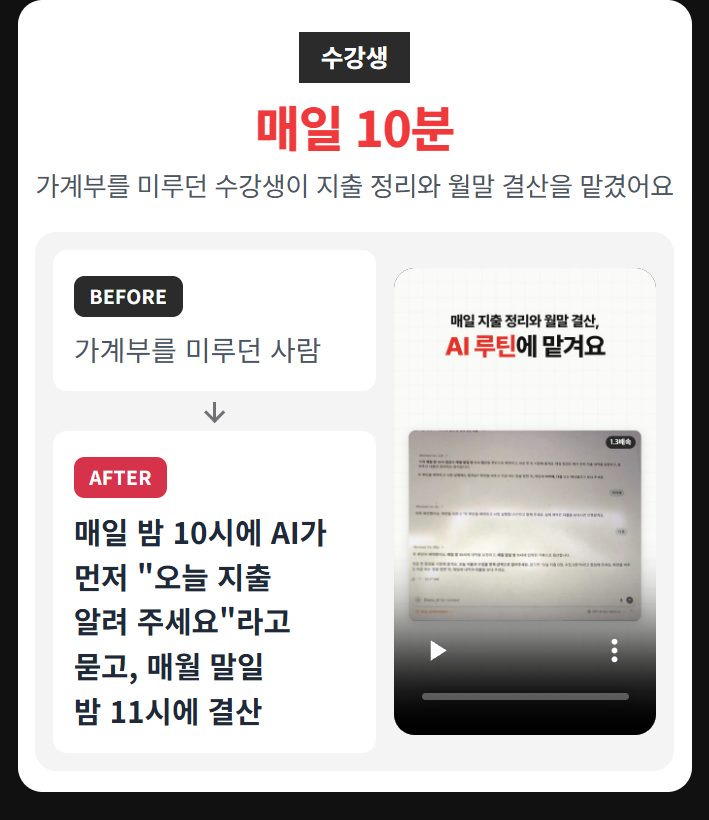 수강생
매일 10분
가계부를 미루던 수강생이 지출 정리와 월말 결산을 맡겼어요
BEFORE
가계부를 미루던 사람
↓
AFTER
매일 밤 10시에 AI가
먼저 "오늘 지출
알려 주세요"라고
묻고, 매월 말일
밤 11시에 결산
매일 지출 정리와 월말 결산,
AI 루틴에 맡겨요
1.3배속